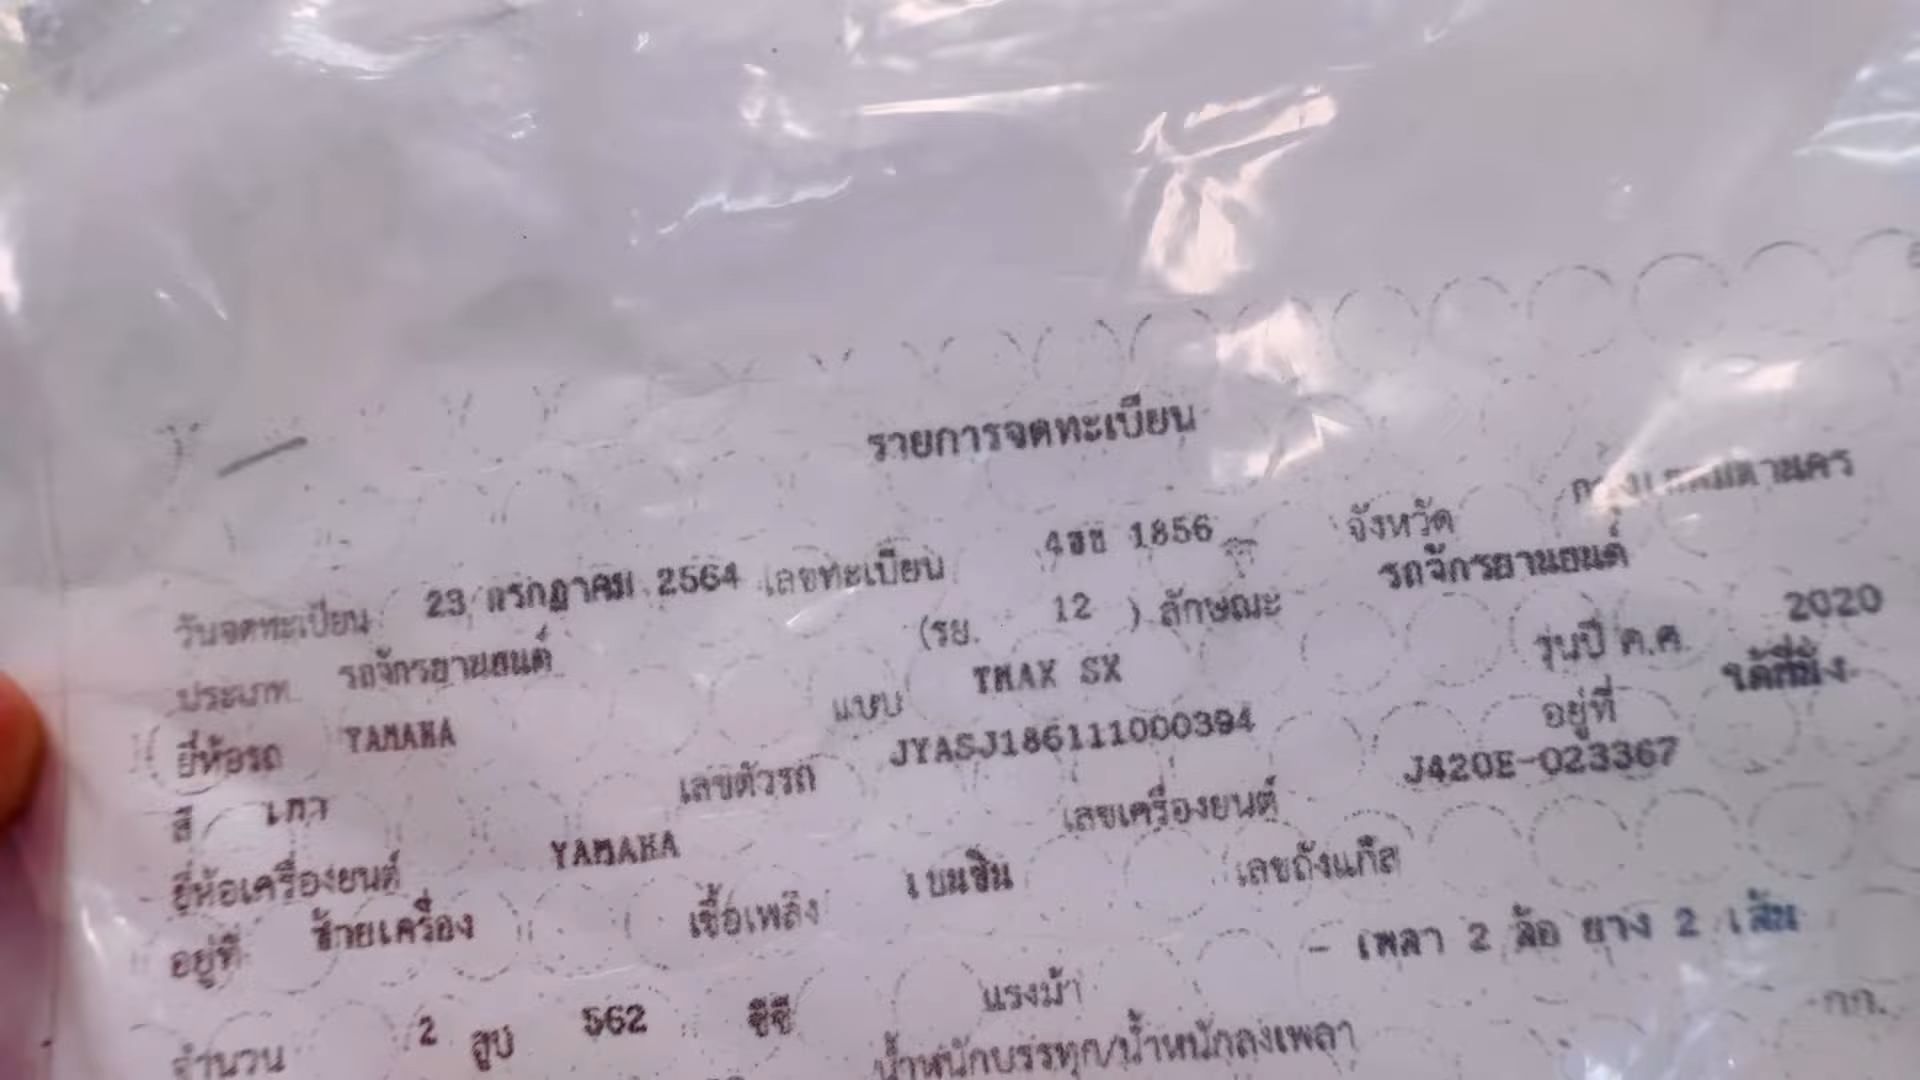 รายการจดทะเบียน
วันจดทะเบียน 23 กรกฎาคม 2564 เลขทะเบียน 1856 จังหวัด กรุงเทพมหานคร
ประเภท รถจักรยานยนต์ (รย. 12 ) ลักษณะ รถจักรยานยนต์
ยี่ห้อรถ YAMAHA แบบ TMAX SX รุ่นปี ค.ศ. 2020
สี เทา เลขตัวรถ JYASJ186111000394 อยู่ที่ ใต้ที่นั่ง
ยี่ห้อเครื่องยนต์ YAMAHA เลขเครื่องยนต์ J420E-023367
อยู่ที่ ซ้ายเครื่อง เชื้อเพลิง เบนซิน เลขถังแก๊ส
จำนวน 2 สูบ 562 ซีซี แรงม้า - เพลา 2 ล้อ ยาง 2 เส้น
น้ำหนักบรรทุก/น้ำหนักลงเพลา กก.